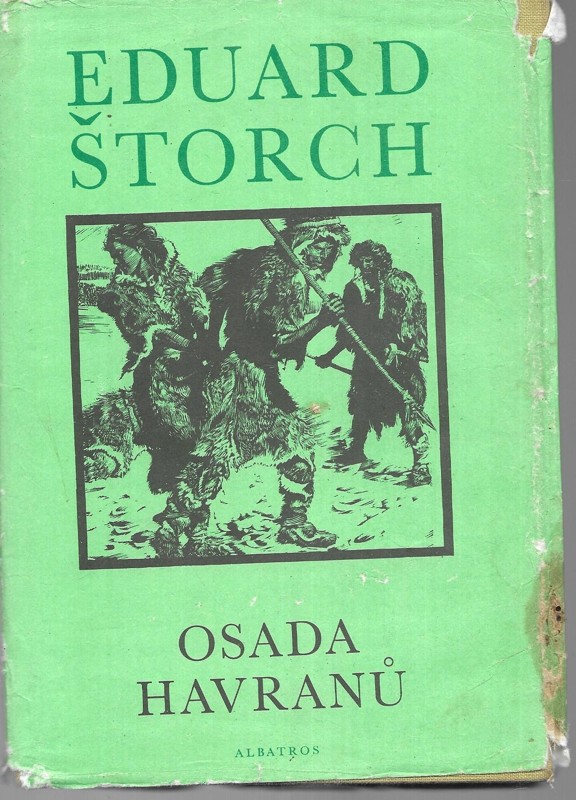 EDUARD
ŠTORCH
OSADA
HAVRANŮ
ALBATROS